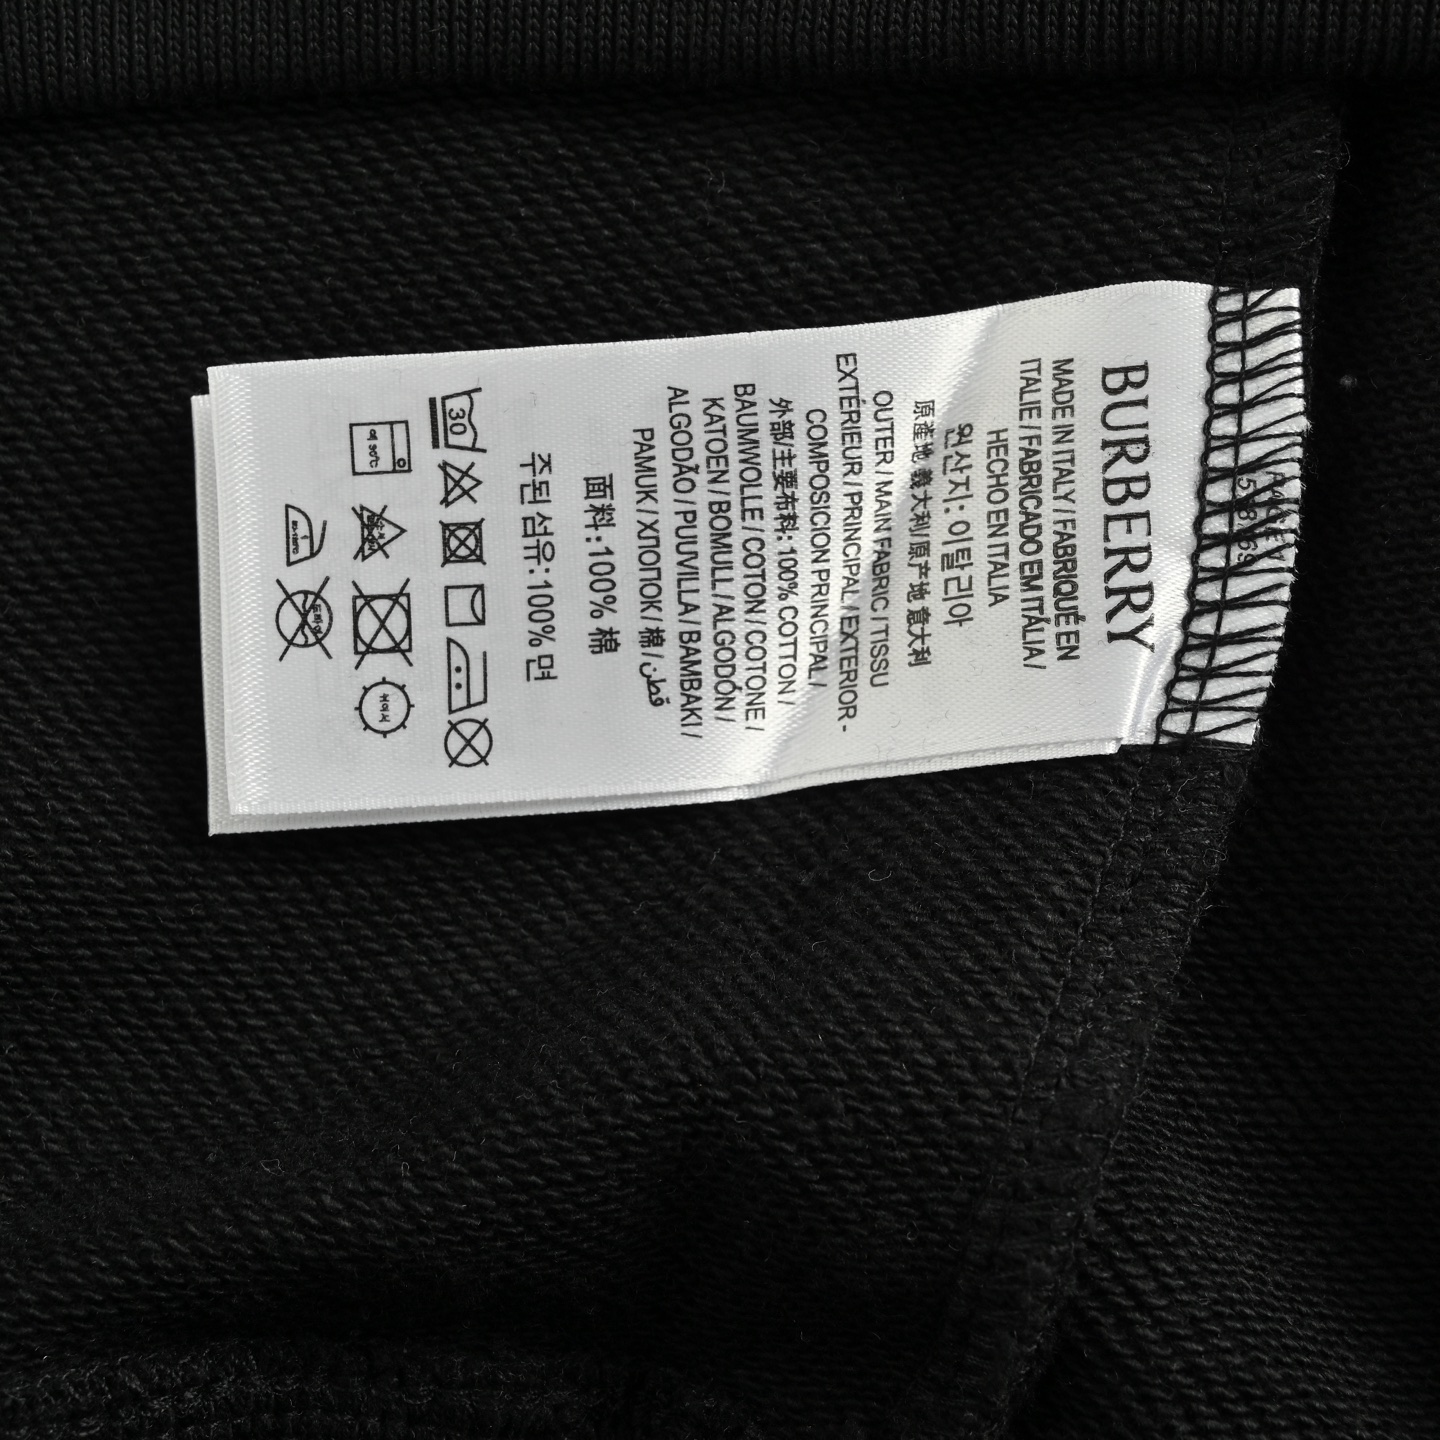 BURBERRY
MADE IN ITALY / FABRIQUÉ EN
ITALIE / FABRICADO EM ITÁLIA /
HECHO EN ITALIA
원산지: 이탈리아
原產地 義大利/原产地 意大利
OUTER / MAIN FABRIC / TISSU
EXTÉRIEUR / PRINCIPAL / EXTERIOR -
COMPOSICION PRINCIPAL /
外部/主要布料: 100% COTTON /
BAUMWOLLE / COTON / COTONE /
KATOEN / BOMULL / ALGODÓN /
ALGODÃO / PUUVILLA / BAMBAKI /
PAMUK / ХЛОПОК / 棉 / قطن
面料:100% 棉
주된 섬유:100% 면
30